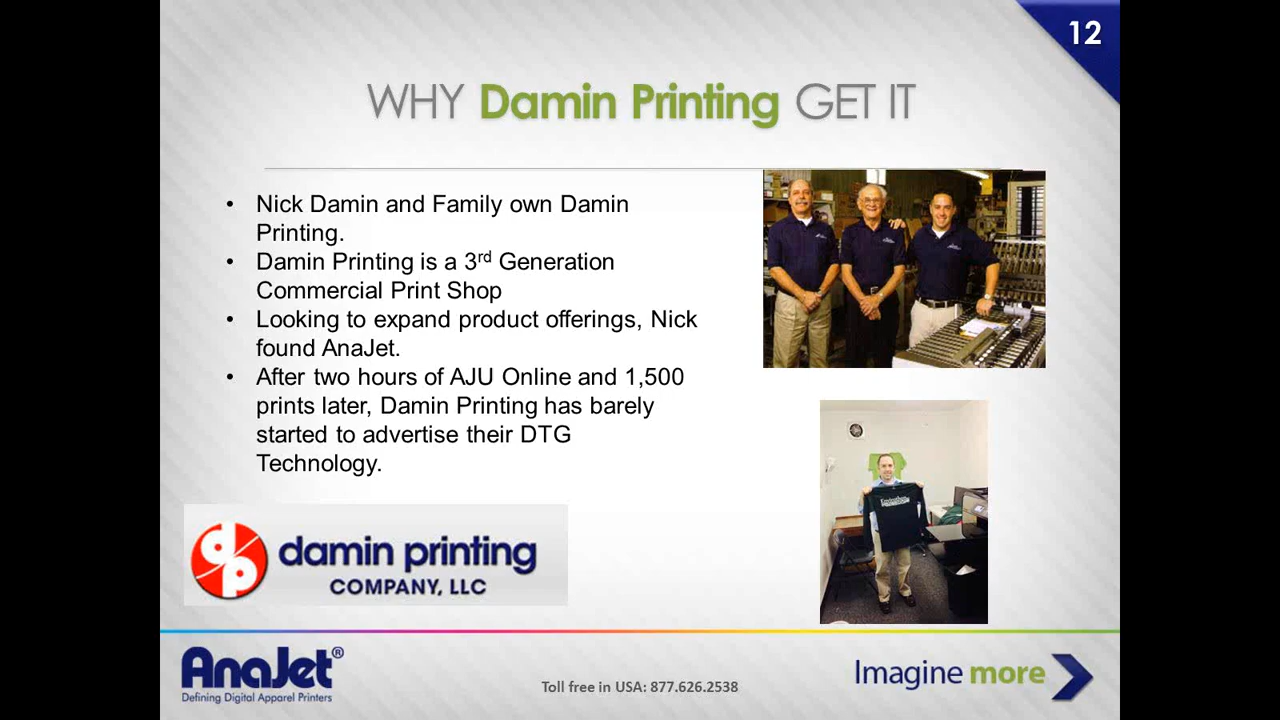 12
WHY Damin Printing GET IT
• Nick Damin and Family own Damin
Printing.
• Damin Printing is a 3rd Generation
Commercial Print Shop
• Looking to expand product offerings, Nick
found AnaJet.
• After two hours of AJU Online and 1,500
prints later, Damin Printing has barely
started to advertise their DTG
Technology.
dp
damin printing
COMPANY, LLC
AnaJet®
Defining Digital Apparel Printers
Toll free in USA: 877.626.2538
Imagine more